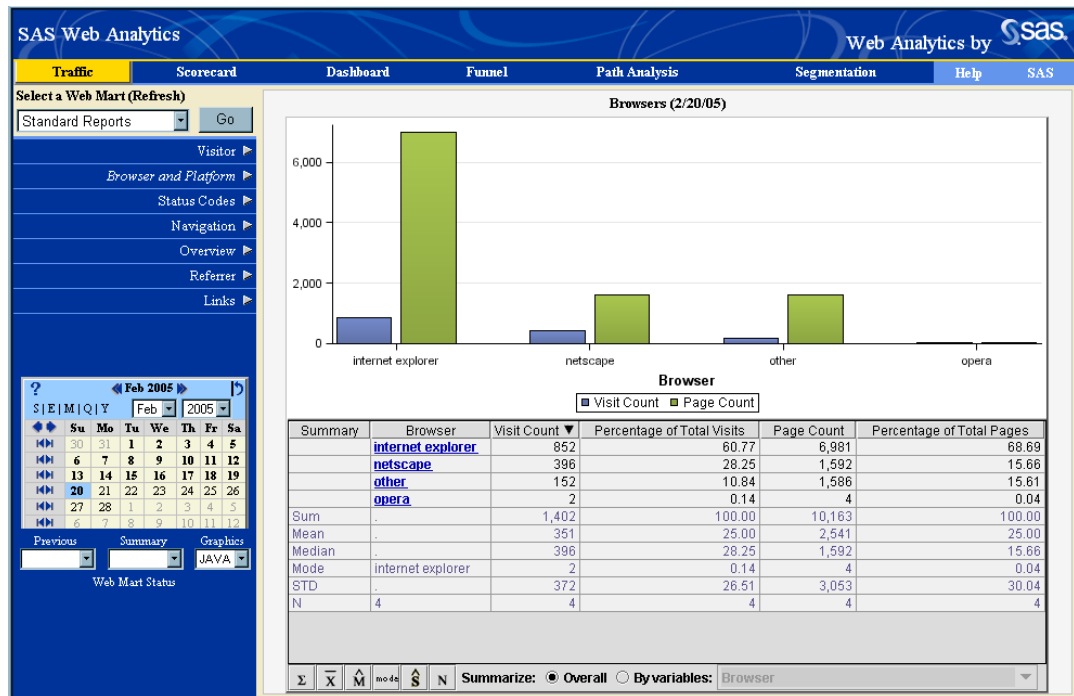 SAS Web Analytics
Web Analytics by sas.
Traffic Scorecard Dashboard Funnel Path Analysis Segmentation Help SAS
Select a Web Mart (Refresh)
Standard Reports Go
Visitor
Browser and Platform
Status Codes
Navigation
Overview
Referrer
Links
? Feb 2005
S|E|M|Q|Y Feb 2005
Su Mo Tu We Th Fr Sa
30 31 1 2 3 4 5
6 7 8 9 10 11 12
13 14 15 16 17 18 19
20 21 22 23 24 25 26
27 28 1 2 3 4 5
6 7 8 9 10 11 12
Previous Summary Graphics
JAVA
Web Mart Status
Browsers (2/20/05)
6,000
4,000
2,000
0
internet explorer netscape other opera
Browser
Visit Count Page Count
Summary Browser Visit Count ▼ Percentage of Total Visits Page Count Percentage of Total Pages
internet explorer 852 60.77 6,981 68.69
netscape 396 28.25 1,592 15.66
other 152 10.84 1,586 15.61
opera 2 0.14 4 0.04
Sum . 1,402 100.00 10,163 100.00
Mean . 351 25.00 2,541 25.00
Median . 396 28.25 1,592 15.66
Mode internet explorer 2 0.14 4 0.04
STD . 372 26.51 3,053 30.04
N 4 4 4 4 4
Σ X̅ M̂ mode Ŝ N Summarize: Overall By variables: Browser